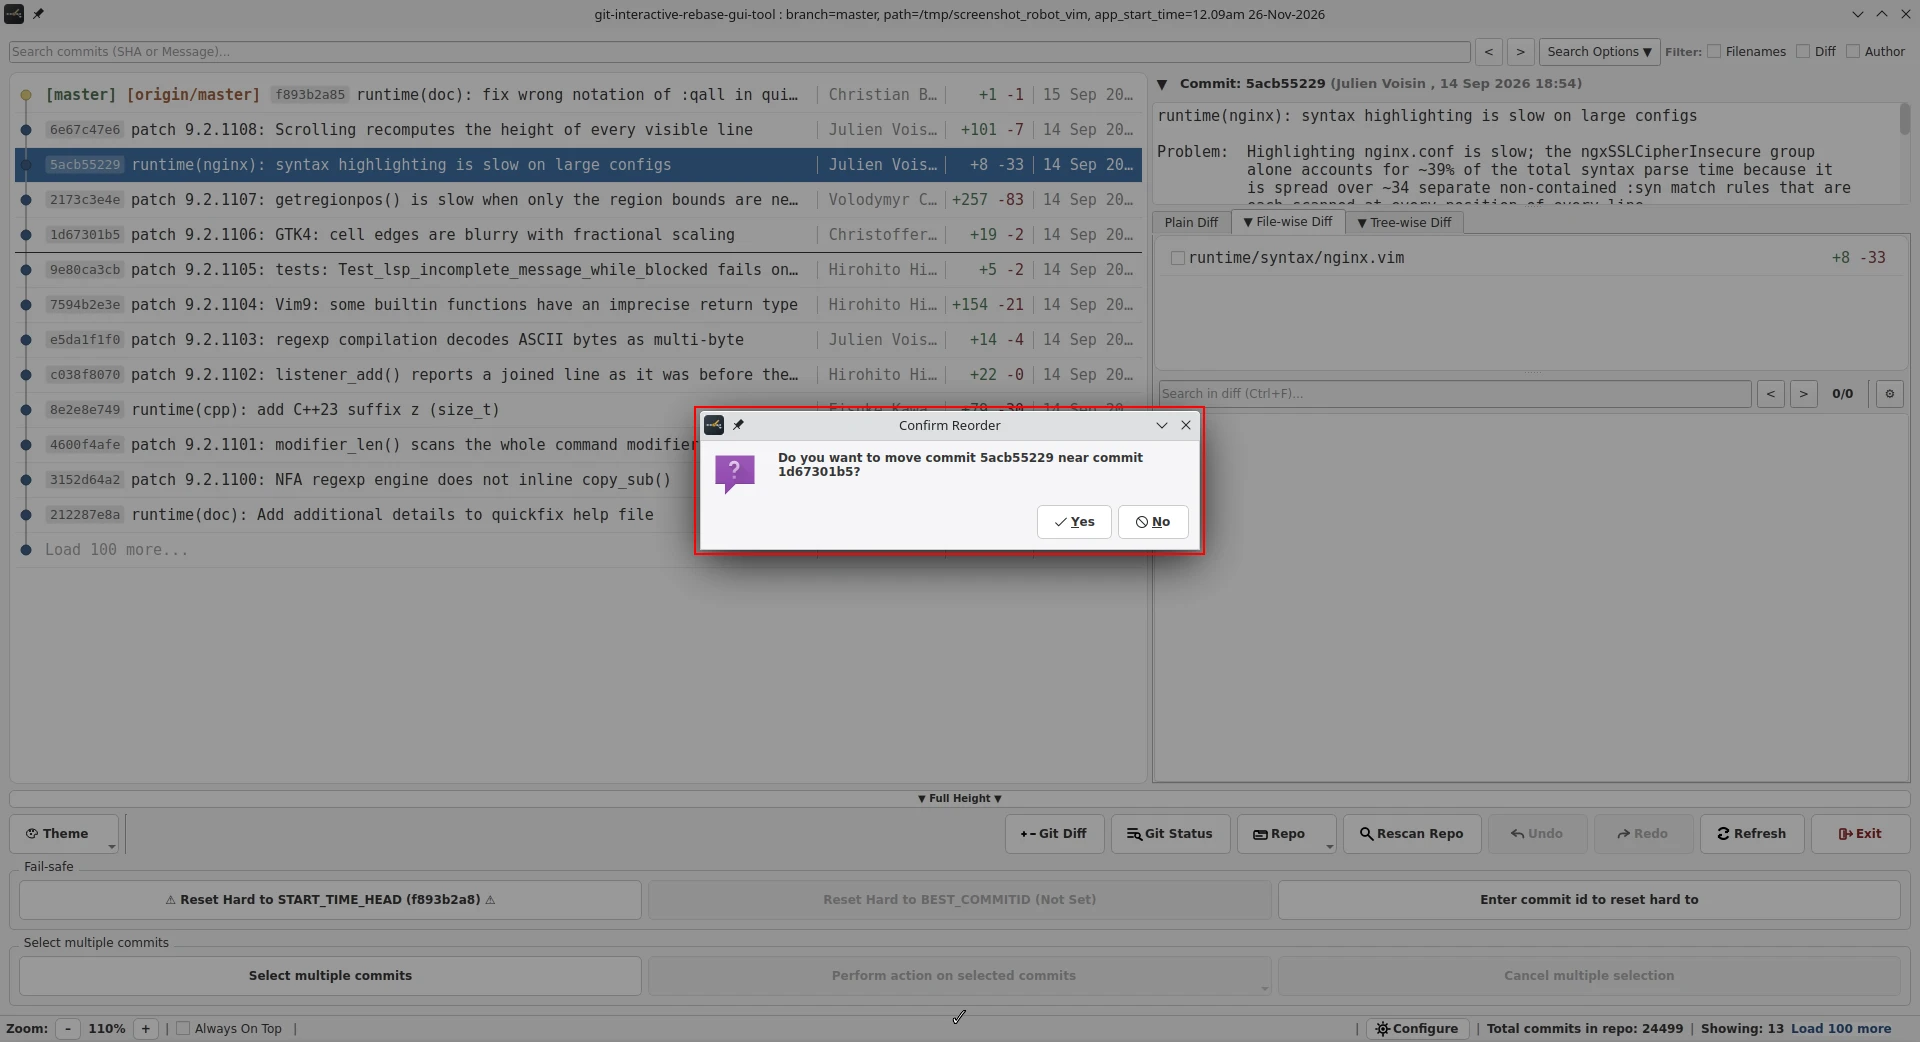 git-interactive-rebase-gui-tool : branch=master, path=/tmp/screenshot_robot_vim, app_start_time=12.09am 26-Nov-2026
Search commits (SHA or Message)...
< > Search Options ▼ Filter: Filenames Diff Author
[master] [origin/master] f893b2a85 runtime(doc): fix wrong notation of :qall in qui… Christian B… +1 -1 15 Sep 20…
6e67c47e6 patch 9.2.1108: Scrolling recomputes the height of every visible line Julien Vois… +101 -7 14 Sep 20…
5acb55229 runtime(nginx): syntax highlighting is slow on large configs Julien Vois… +8 -33 14 Sep 20…
2173c3e4e patch 9.2.1107: getregionpos() is slow when only the region bounds are ne… Volodymyr C… +257 -83 14 Sep 20…
1d67301b5 patch 9.2.1106: GTK4: cell edges are blurry with fractional scaling Christoffer… +19 -2 14 Sep 20…
9e80ca3cb patch 9.2.1105: tests: Test_lsp_incomplete_message_while_blocked fails on… Hirohito Hi… +5 -2 14 Sep 20…
7594b2e3e patch 9.2.1104: Vim9: some builtin functions have an imprecise return type Hirohito Hi… +154 -21 14 Sep 20…
e5da1f1f0 patch 9.2.1103: regexp compilation decodes ASCII bytes as multi-byte Julien Vois… +14 -4 14 Sep 20…
c038f8070 patch 9.2.1102: listener_add() reports a joined line as it was before the… Hirohito Hi… +22 -0 14 Sep 20…
8e2e8e749 runtime(cpp): add C++23 suffix z (size_t)
4600f4afe patch 9.2.1101: modifier_len() scans the whole command modifier
3152d64a2 patch 9.2.1100: NFA regexp engine does not inline copy_sub()
212287e8a runtime(doc): Add additional details to quickfix help file
Load 100 more...
▼ Commit: 5acb55229 (Julien Voisin , 14 Sep 2026 18:54)
runtime(nginx): syntax highlighting is slow on large configs
Problem: Highlighting nginx.conf is slow; the ngxSSLCipherInsecure group
alone accounts for ~39% of the total syntax parse time because it
is spread over ~34 separate non-contained :syn match rules that are
each scanned at every position of every line
Plain Diff ▼ File-wise Diff ▼ Tree-wise Diff
runtime/syntax/nginx.vim +8 -33
Search in diff (Ctrl+F)... < > 0/0
Confirm Reorder
Do you want to move commit 5acb55229 near commit
1d67301b5?
Yes No
▼ Full Height ▼
Theme Git Diff Git Status Repo Rescan Repo Undo Redo Refresh Exit
Fail-safe
⚠ Reset Hard to START_TIME_HEAD (f893b2a8) ⚠ Reset Hard to BEST_COMMITID (Not Set) Enter commit id to reset hard to
Select multiple commits
Select multiple commits Perform action on selected commits Cancel multiple selection
Zoom: - 110% + | Always On Top | | Configure | Total commits in repo: 24499 | Showing: 13 Load 100 more